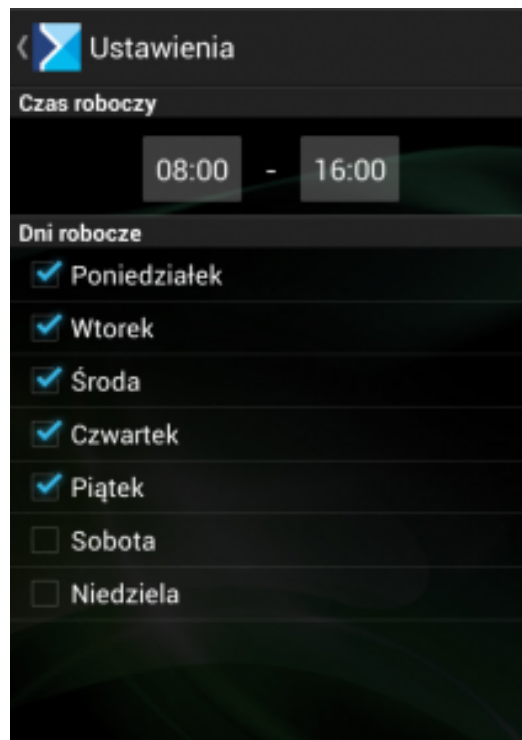 Ustawienia
Czas roboczy
08:00 - 16:00
Dni robocze
Poniedziałek
Wtorek
Środa
Czwartek
Piątek
Sobota
Niedziela